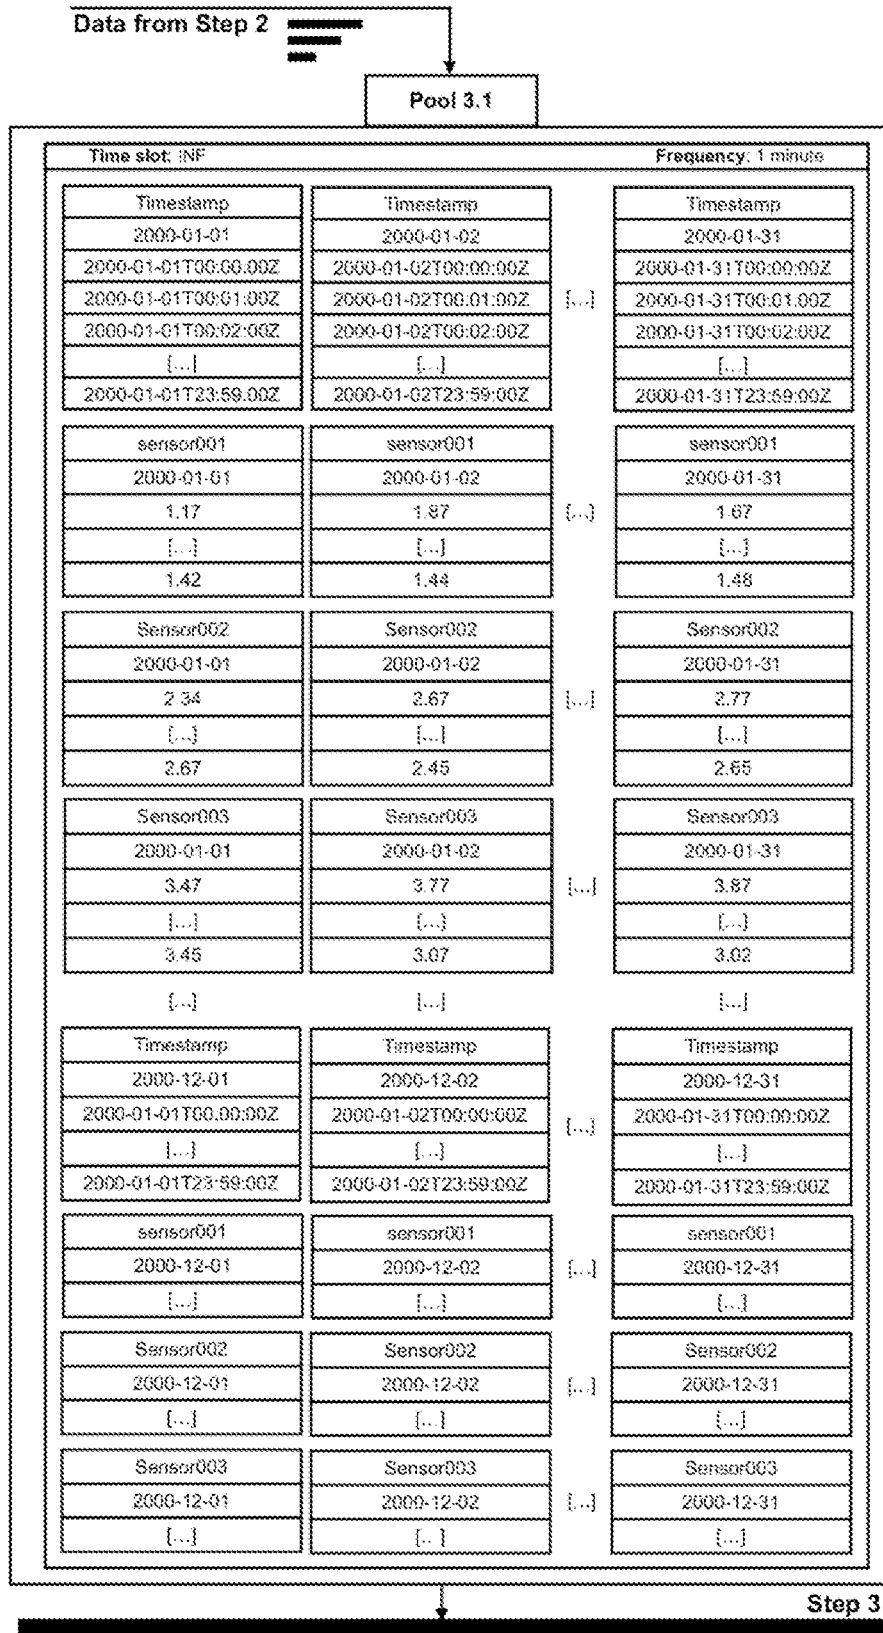 Data from Step 2
Pool 3.1
Time slot: INF Frequency: 1 minute
Timestamp Timestamp Timestamp
2000-01-01 2000-01-02 2000-01-31
2000-01-01T00:00:00Z 2000-01-02T00:00:00Z 2000-01-31T00:00:00Z
2000-01-01T00:01:00Z 2000-01-02T00:01:00Z [...] 2000-01-31T00:01:00Z
2000-01-01T00:02:00Z 2000-01-02T00:02:00Z 2000-01-31T00:02:00Z
[...] [...] [...]
2000-01-01T23:59:00Z 2000-01-02T23:59:00Z 2000-01-31T23:59:00Z
sensor001 sensor001 sensor001
2000-01-01 2000-01-02 2000-01-31
1.17 1.87 [...] 1.67
[...] [...] [...]
1.42 1.44 1.48
Sensor002 Sensor002 Sensor002
2000-01-01 2000-01-02 2000-01-31
2.34 2.67 [...] 2.77
[...] [...] [...]
2.67 2.45 2.65
Sensor003 Sensor003 Sensor003
2000-01-01 2000-01-02 2000-01-31
3.47 3.77 [...] 3.87
[...] [...] [...]
3.45 3.07 3.02
[...] [...] [...]
Timestamp Timestamp Timestamp
2000-12-01 2000-12-02 2000-12-31
2000-01-01T00:00:00Z 2000-01-02T00:00:00Z [...] 2000-01-31T00:00:00Z
[...] [...] [...]
2000-01-01T23:59:00Z 2000-01-02T23:59:00Z 2000-01-31T23:59:00Z
sensor001 sensor001 sensor001
2000-12-01 2000-12-02 [...] 2000-12-31
[...] [...] [...]
Sensor002 Sensor002 Sensor002
2000-12-01 2000-12-02 [...] 2000-12-31
[...] [...] [...]
Sensor003 Sensor003 Sensor003
2000-12-01 2000-12-02 [...] 2000-12-31
[...] [...] [...]
Step 3